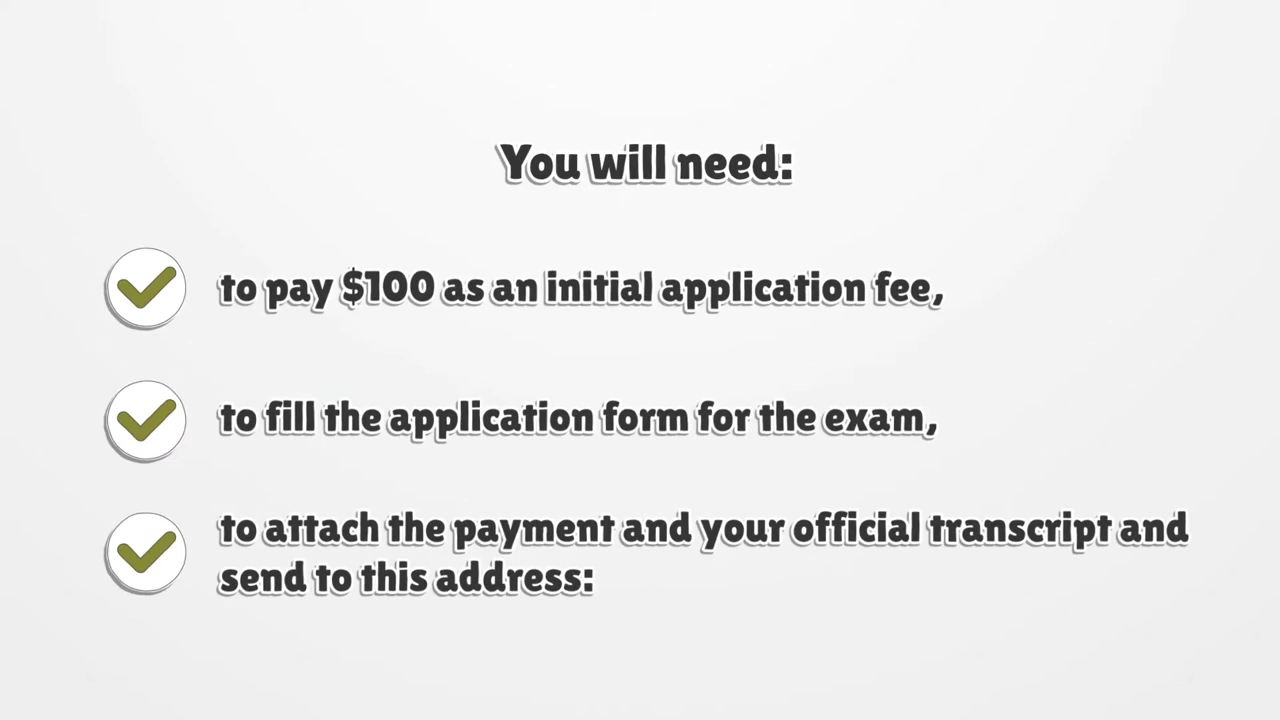 You will need:
to pay $100 as an initial application fee,
to fill the application form for the exam,
to attach the payment and your official transcript and
send to this address: